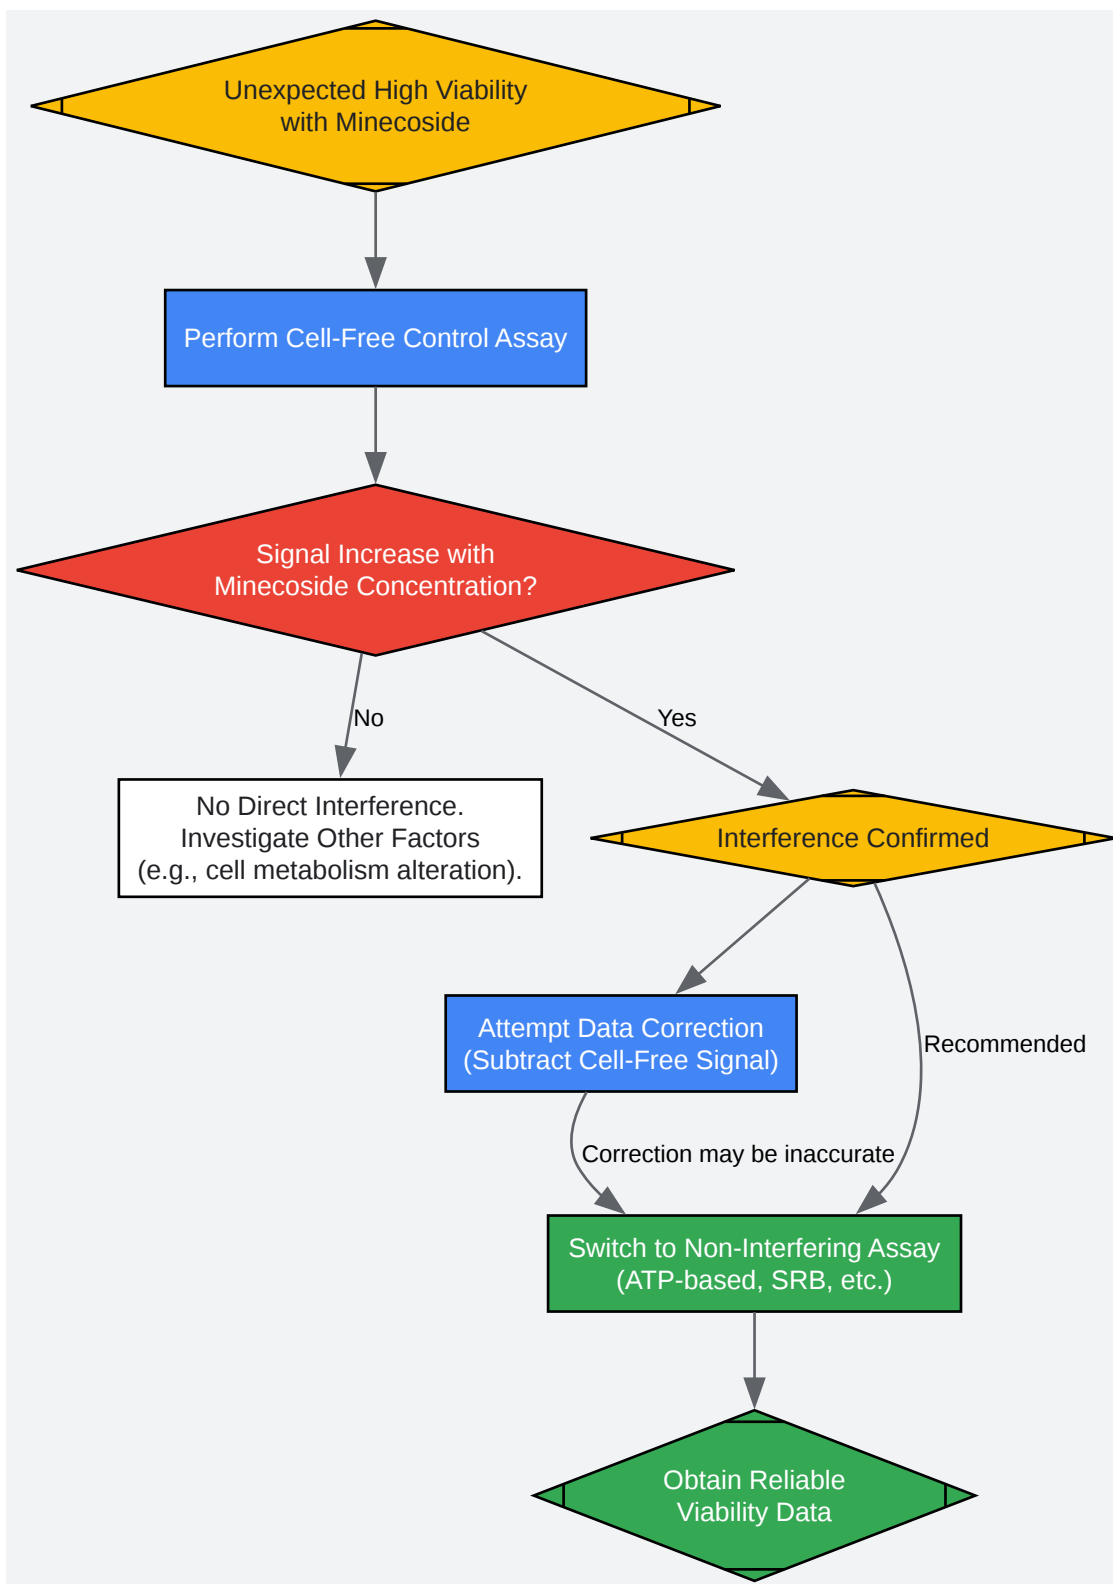 Unexpected High Viability
with Minecoside
Perform Cell-Free Control Assay
Signal Increase with
Minecoside Concentration?
No
Yes
No Direct Interference.
Investigate Other Factors
(e.g., cell metabolism alteration).
Interference Confirmed
Attempt Data Correction
(Subtract Cell-Free Signal)
Recommended
Correction may be inaccurate
Switch to Non-Interfering Assay
(ATP-based, SRB, etc.)
Obtain Reliable
Viability Data